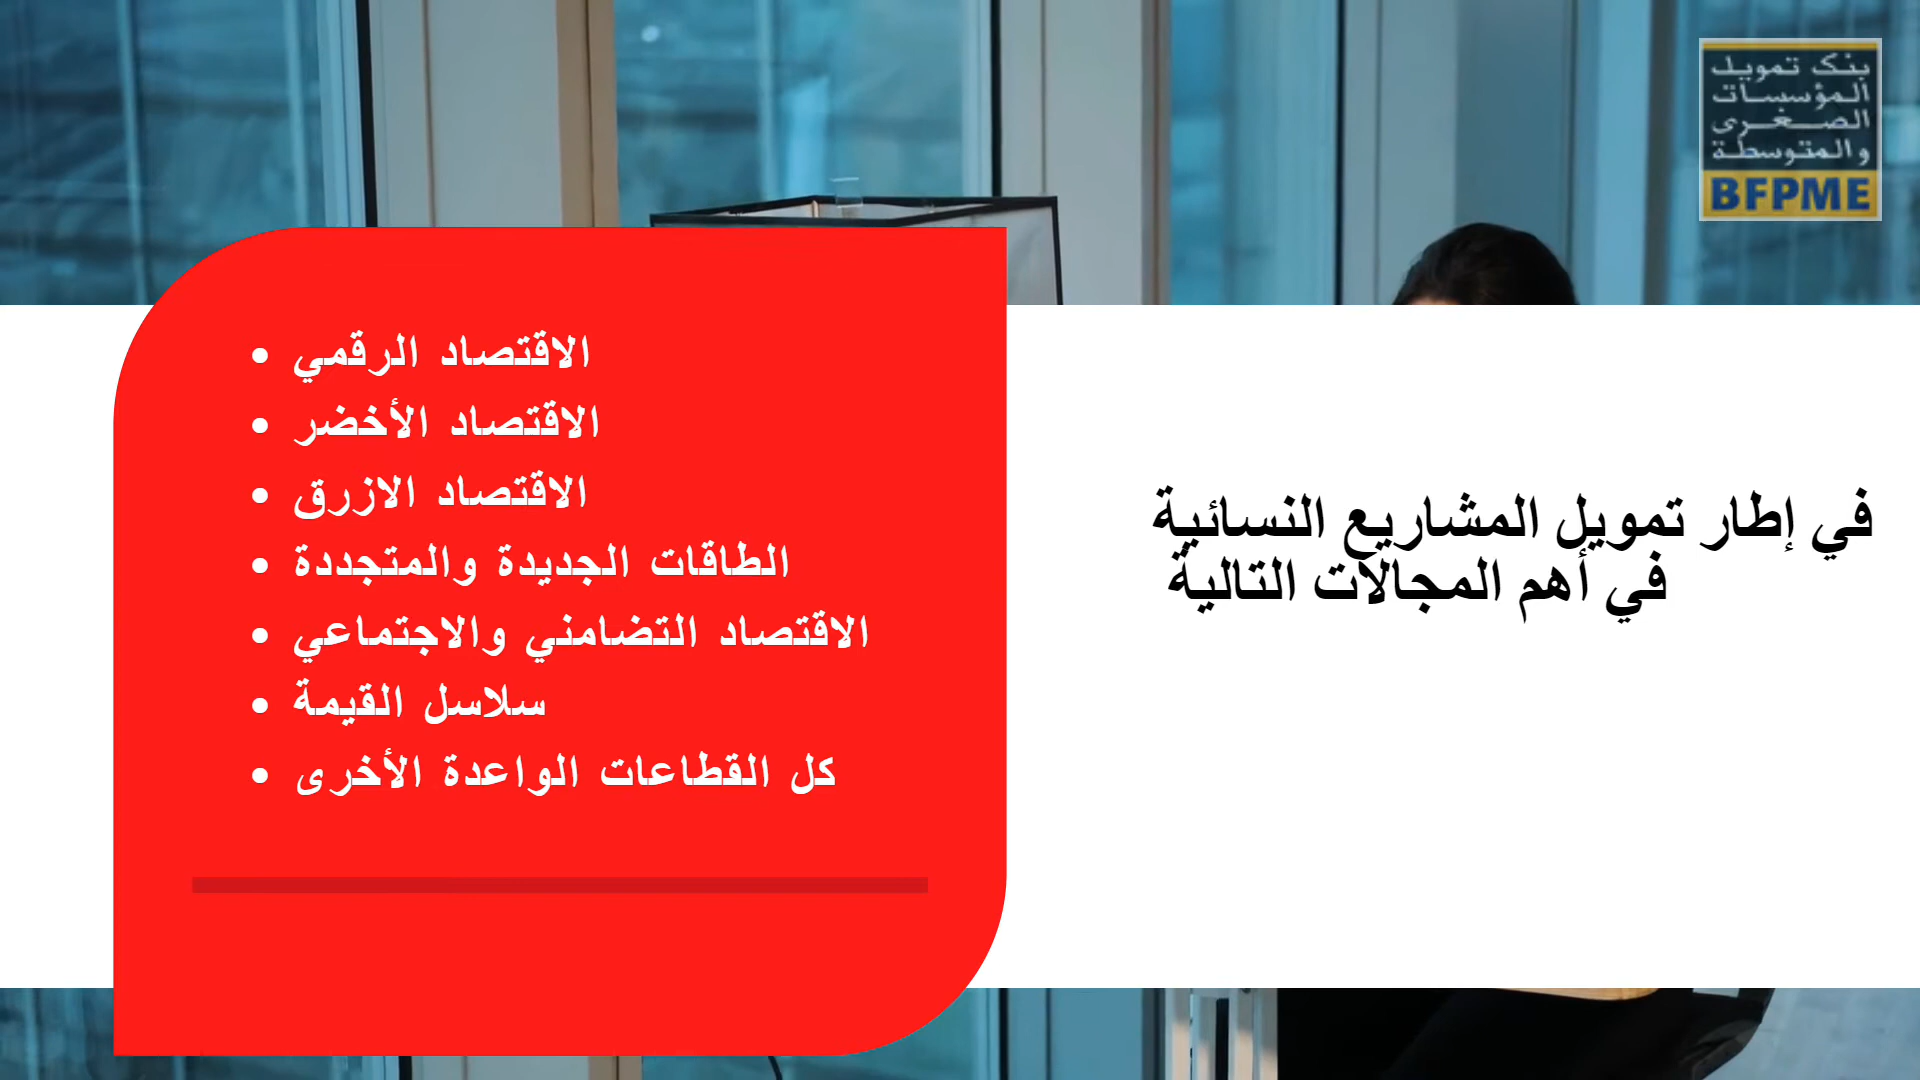 بنك تمويل
المؤسسات
الصغرى
والمتوسطة
BFPME
في إطار تمويل المشاريع النسائية
في أهم المجالات التالية
• الاقتصاد الرقمي
• الاقتصاد الأخضر
• الاقتصاد الازرق
• الطاقات الجديدة والمتجددة
• الاقتصاد التضامني والاجتماعي
• سلاسل القيمة
• كل القطاعات الواعدة الأخرى